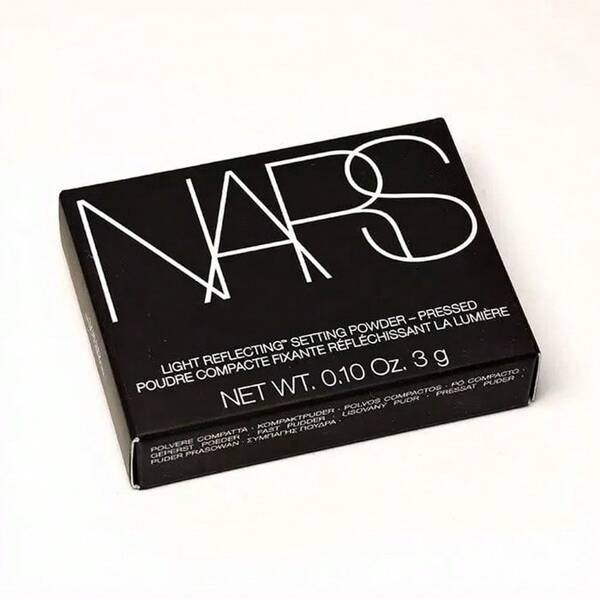 NARS
LIGHT REFLECTING™ SETTING POWDER – PRESSED
POUDRE COMPACTE FIXANTE RÉFLÉCHISSANT LA LUMIÈRE
NET WT. 0.10 Oz. 3 g
POLVERE COMPATTA · KOMPAKTPUDER · POLVOS COMPACTOS · PÓ COMPACTO
GEPERST POEDER · FAST PUDDER · LISOVANÝ PUDR · PRESSAT PUDER ·
PUDER PRASOWAN · ΣΥΜΠΑΓΗΣ ΠΟΥΔΡΑ ·